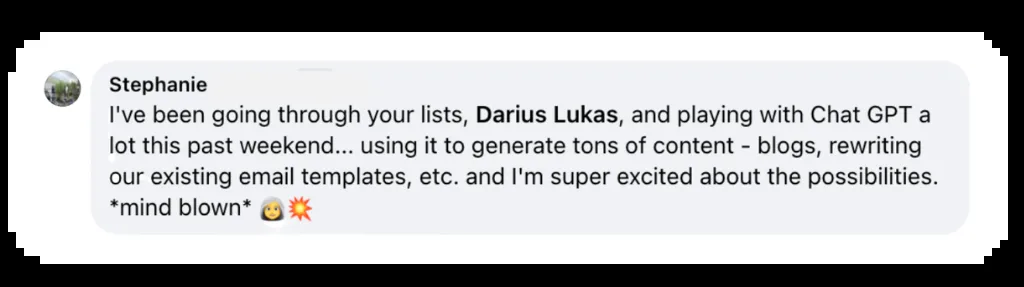 Stephanie
I've been going through your lists, Darius Lukas, and playing with Chat GPT a
lot this past weekend... using it to generate tons of content - blogs, rewriting
our existing email templates, etc. and I'm super excited about the possibilities.
*mind blown* 👩‍🦳💥